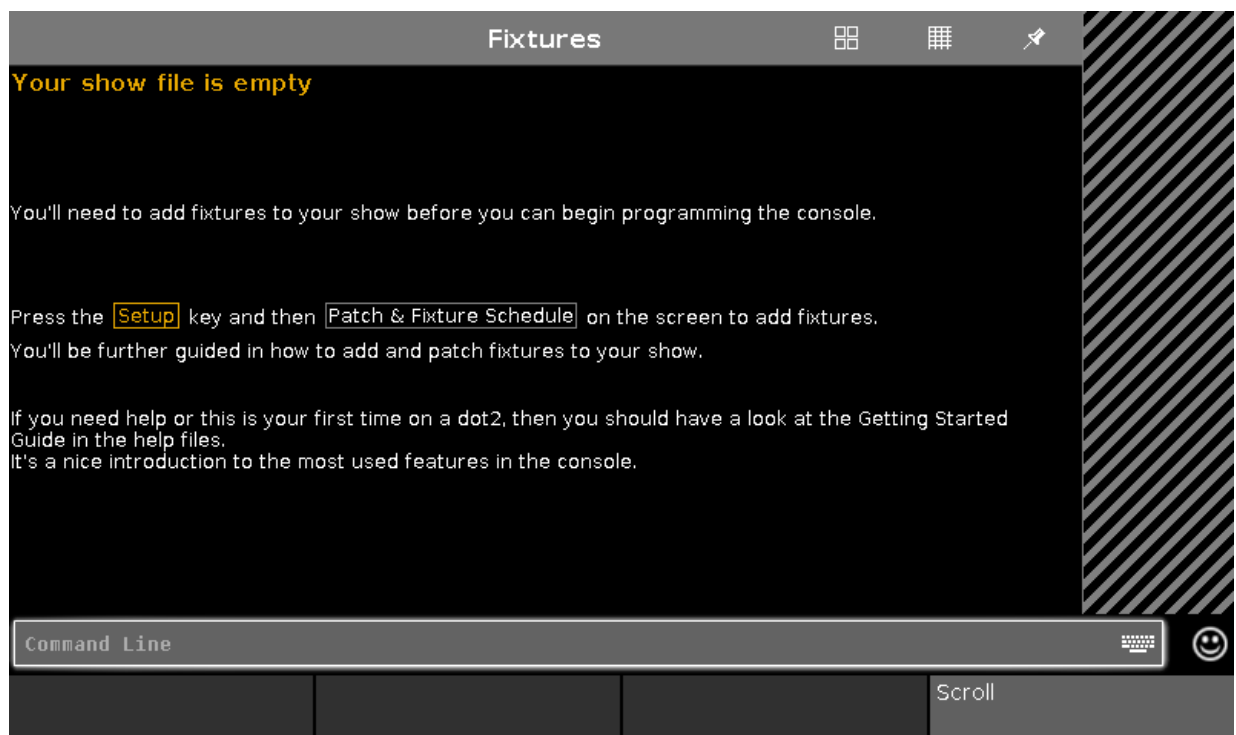 Fixtures
Your show file is empty
You'll need to add fixtures to your show before you can begin programming the console.
Press the Setup key and then Patch & Fixture Schedule on the screen to add fixtures.
You'll be further guided in how to add and patch fixtures to your show.
If you need help or this is your first time on a dot2, then you should have a look at the Getting Started
Guide in the help files.
It's a nice introduction to the most used features in the console.
Command Line
Scroll